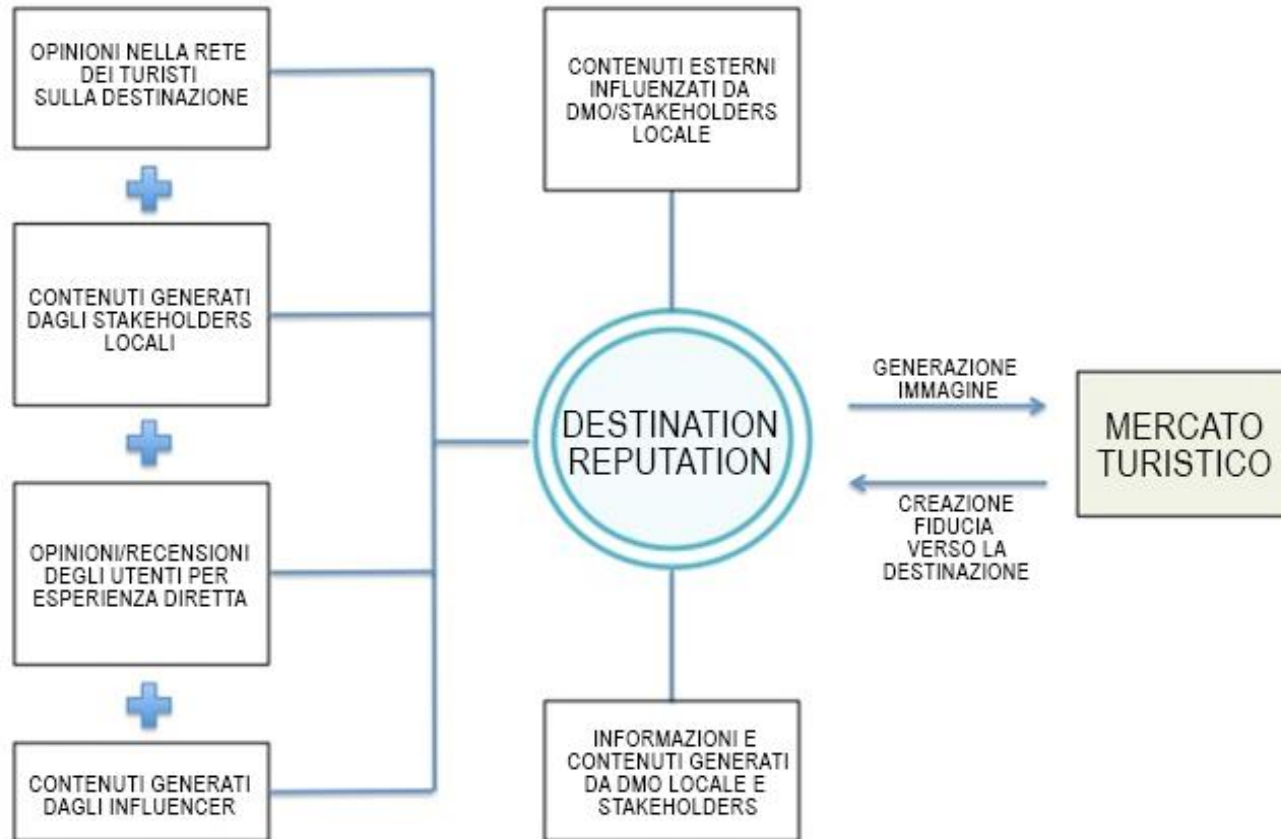 OPINIONI NELLA RETE
DEI TURISTI
SULLA DESTINAZIONE
CONTENUTI GENERATI
DAGLI STAKEHOLDERS
LOCALI
OPINIONI/RECENSIONI
DEGLI UTENTI PER
ESPERIENZA DIRETTA
CONTENUTI GENERATI
DAGLI INFLUENCER
CONTENUTI ESTERNI
INFLUENZATI DA
DMO/STAKEHOLDERS
LOCALE
DESTINATION
REPUTATION
INFORMAZIONI E
CONTENUTI GENERATI
DA DMO LOCALE E
STAKEHOLDERS
GENERAZIONE
IMMAGINE
CREAZIONE
FIDUCIA
VERSO LA
DESTINAZIONE
MERCATO
TURISTICO